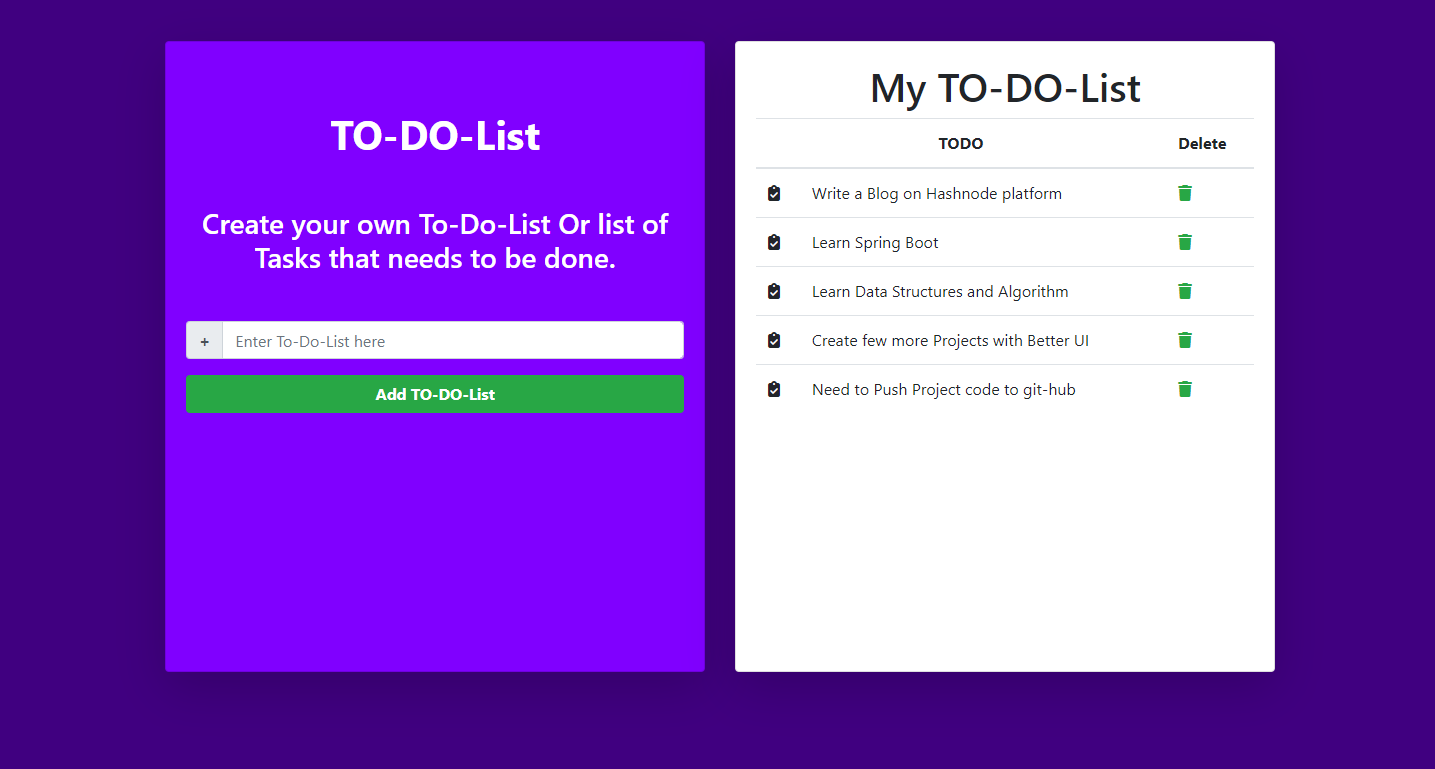 TO-DO-List
Create your own To-Do-List Or list of
Tasks that needs to be done.
+ Enter To-Do-List here
Add TO-DO-List
My TO-DO-List
TODO Delete
Write a Blog on Hashnode platform
Learn Spring Boot
Learn Data Structures and Algorithm
Create few more Projects with Better UI
Need to Push Project code to git-hub